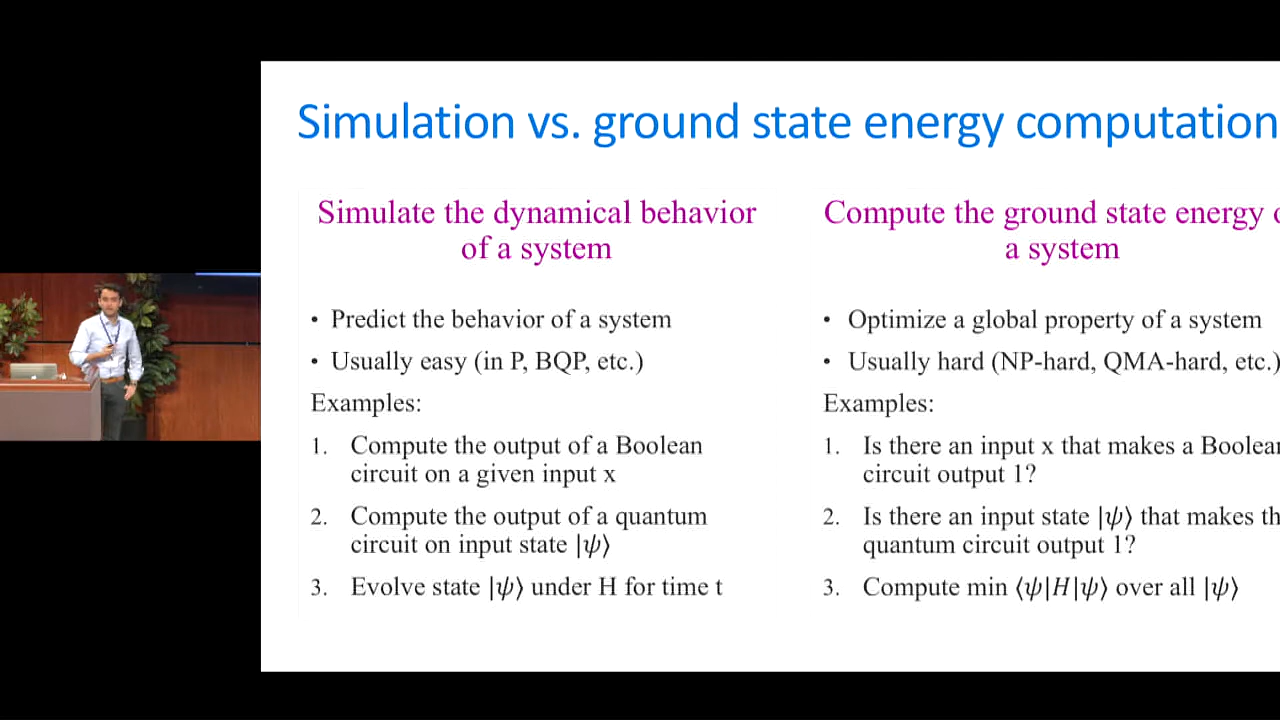 Simulation vs. ground state energy computation
Simulate the dynamical behavior
of a system
• Predict the behavior of a system
• Usually easy (in P, BQP, etc.)
Examples:
1. Compute the output of a Boolean
circuit on a given input x
2. Compute the output of a quantum
circuit on input state |ψ⟩
3. Evolve state |ψ⟩ under H for time t
Compute the ground state energy
a system
• Optimize a global property of a system
• Usually hard (NP-hard, QMA-hard, etc.)
Examples:
1. Is there an input x that makes a
circuit output 1?
2. Is there an input state |ψ⟩ that makes
quantum circuit output 1?
3. Compute min ⟨ψ|H|ψ⟩ over all |ψ⟩